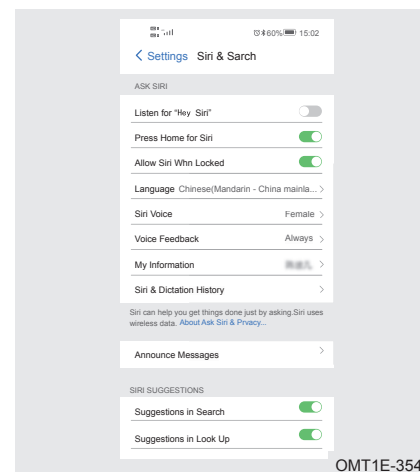 60% 15:02
Settings Siri & Sarch
ASK SIRI
Listen for "Hey Siri"
Press Home for Siri
Allow Siri Whn Locked
Language Chinese(Mandarin - China mainla...
Siri Voice Female
Voice Feedback Always
My Information
Siri & Dictation History
Siri can help you get things done just by asking.Siri uses
wireless data. About Ask Siri & Prvacy...
Announce Messages
SIRI SUGGESTIONS
Suggestions in Search
Suggestions in Look Up
OMT1E-354